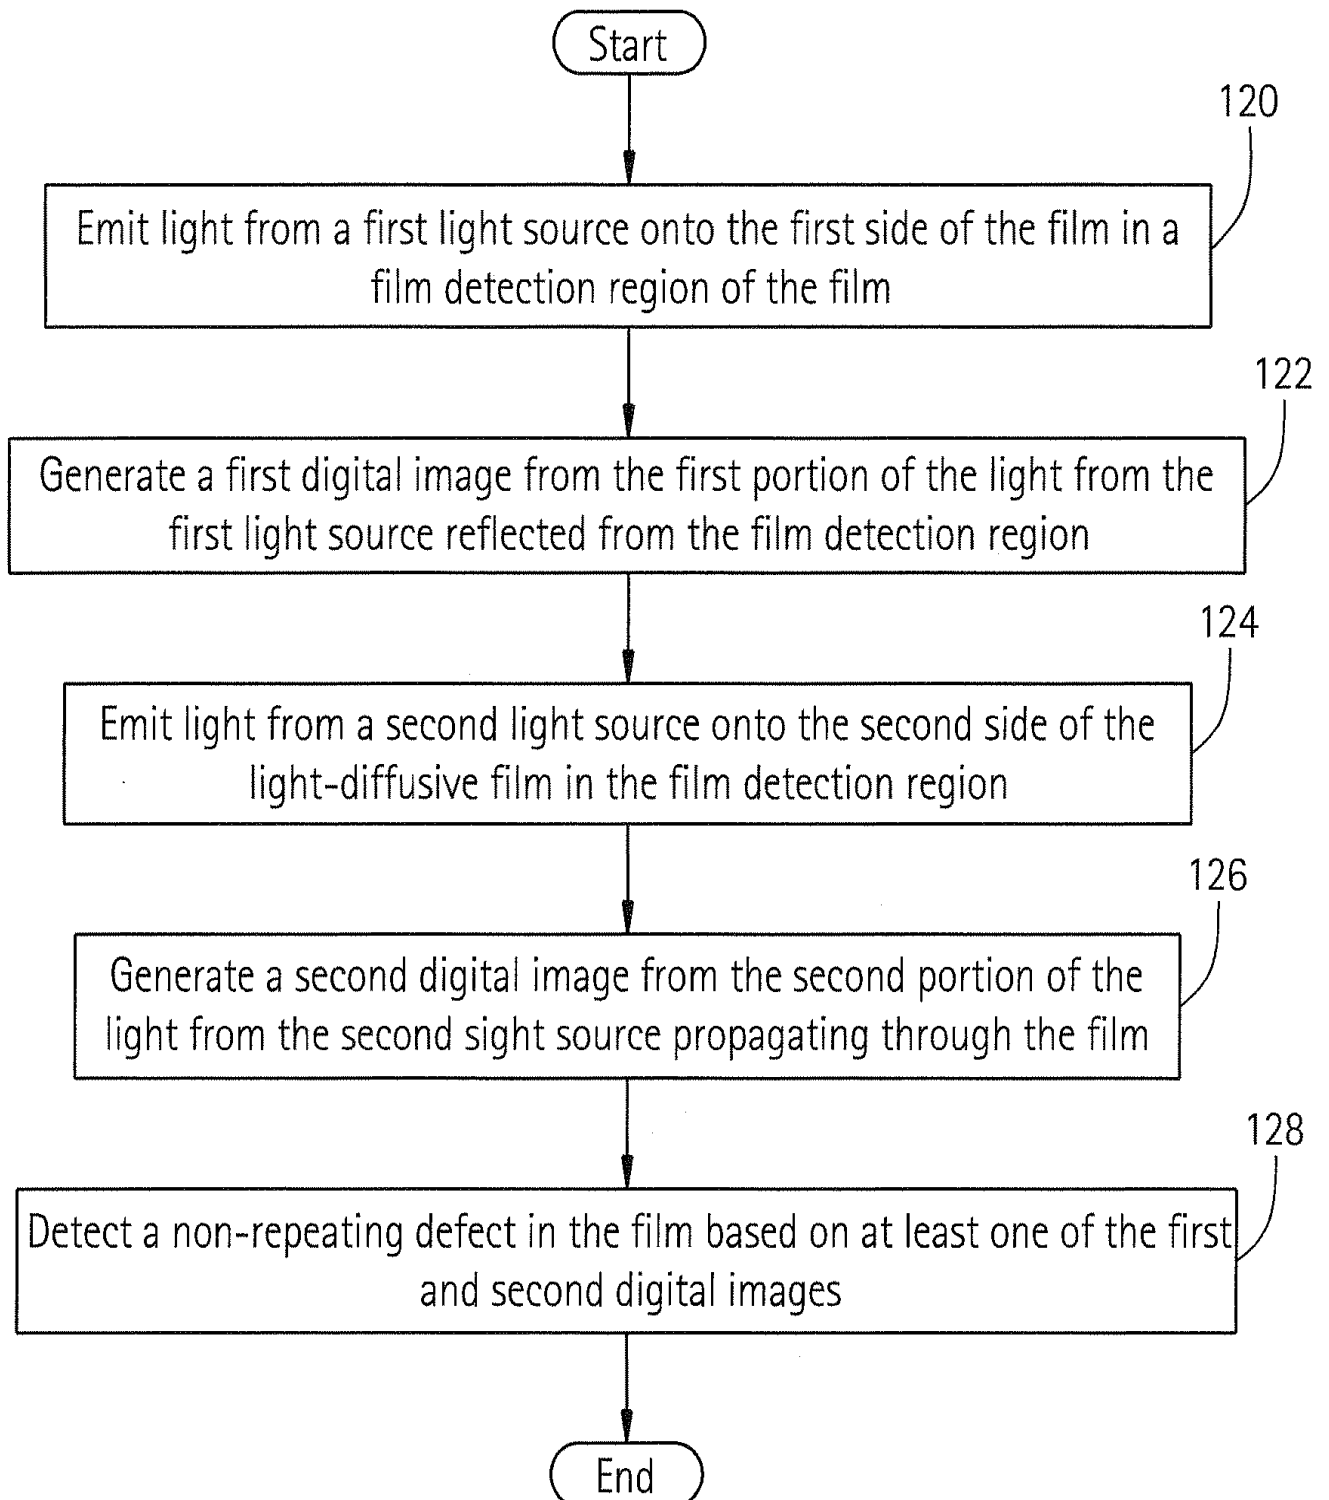 Start
120
Emit light from a first light source onto the first side of the film in a
film detection region of the film
122
Generate a first digital image from the first portion of the light from the
first light source reflected from the film detection region
124
Emit light from a second light source onto the second side of the
light-diffusive film in the film detection region
126
Generate a second digital image from the second portion of the
light from the second sight source propagating through the film
128
Detect a non-repeating defect in the film based on at least one of the first
and second digital images
End